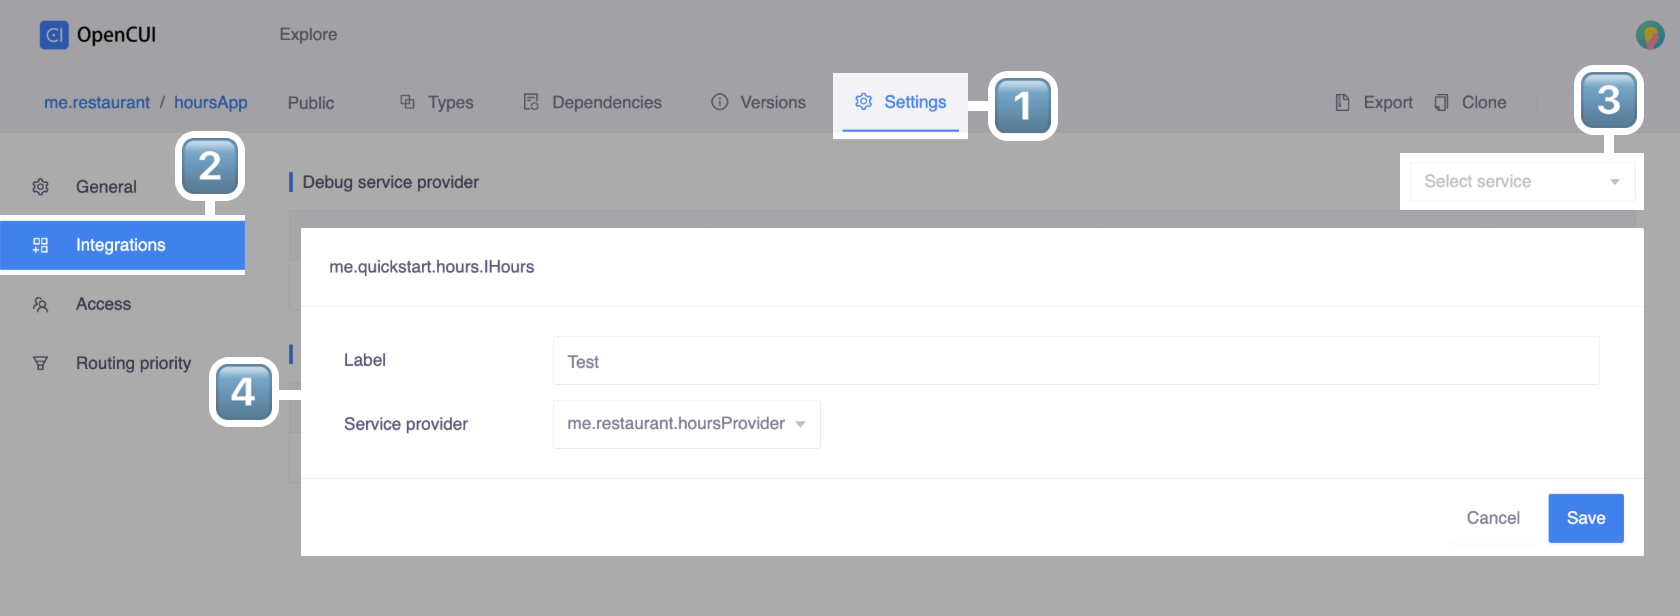 CI OpenCUI
Explore
me.restaurant / hoursApp
Public
Types
Dependencies
Versions
Settings
1
Export
Clone
3
2
General
Debug service provider
Select service
Integrations
me.quickstart.hours.IHours
Access
Label
Test
Routing priority
4
Service provider
me.restaurant.hoursProvider
Cancel
Save